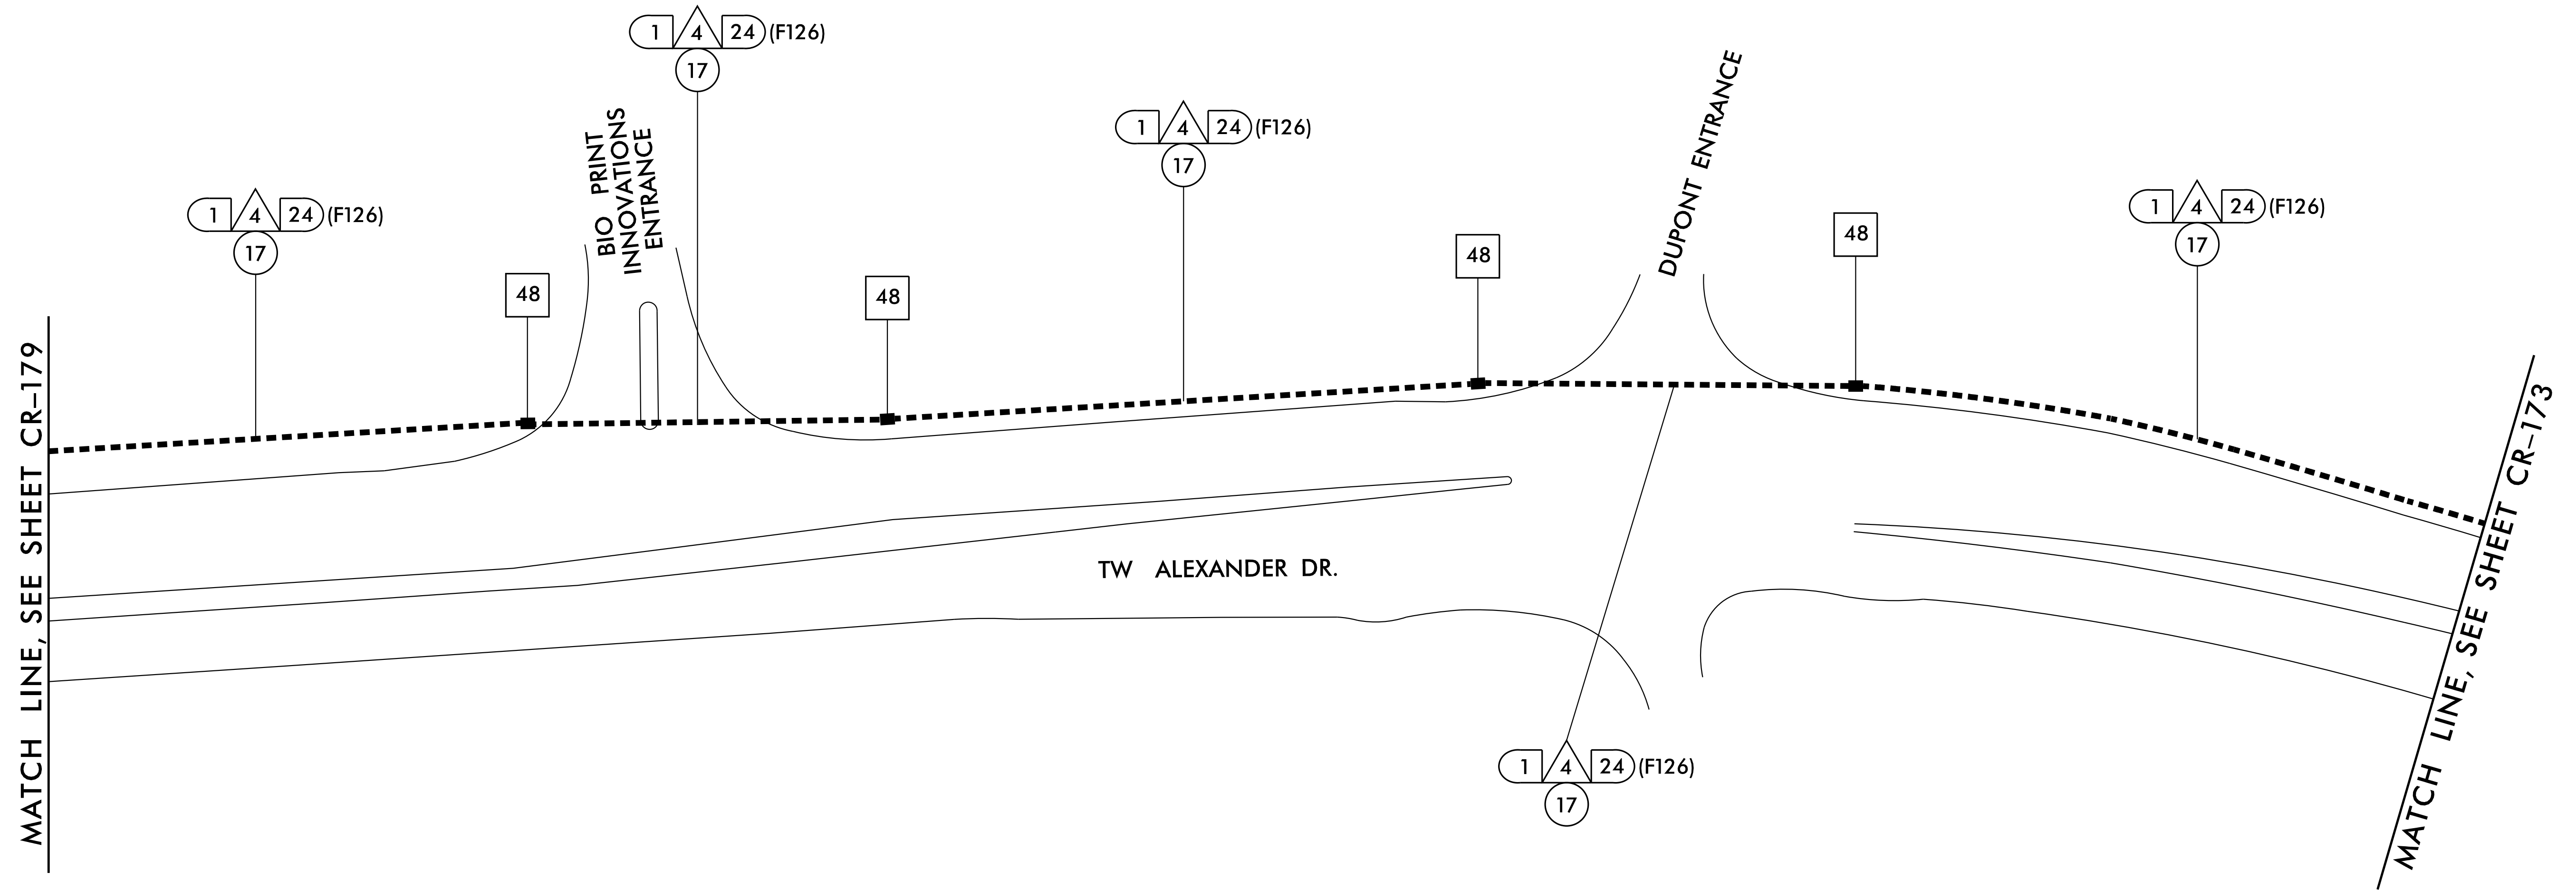 1 4 24 (F126)
17
BIO PRINT
INNOVATIONS
ENTRANCE
DUPONT ENTRANCE
1 4 24 (F126)
17
1 4 24 (F126)
17
1 4 24 (F126)
17
48
48
48
48
MATCH LINE, SEE SHEET CR-179
TW ALEXANDER DR.
MATCH LINE, SEE SHEET CR-173
1 4 24 (F126)
17